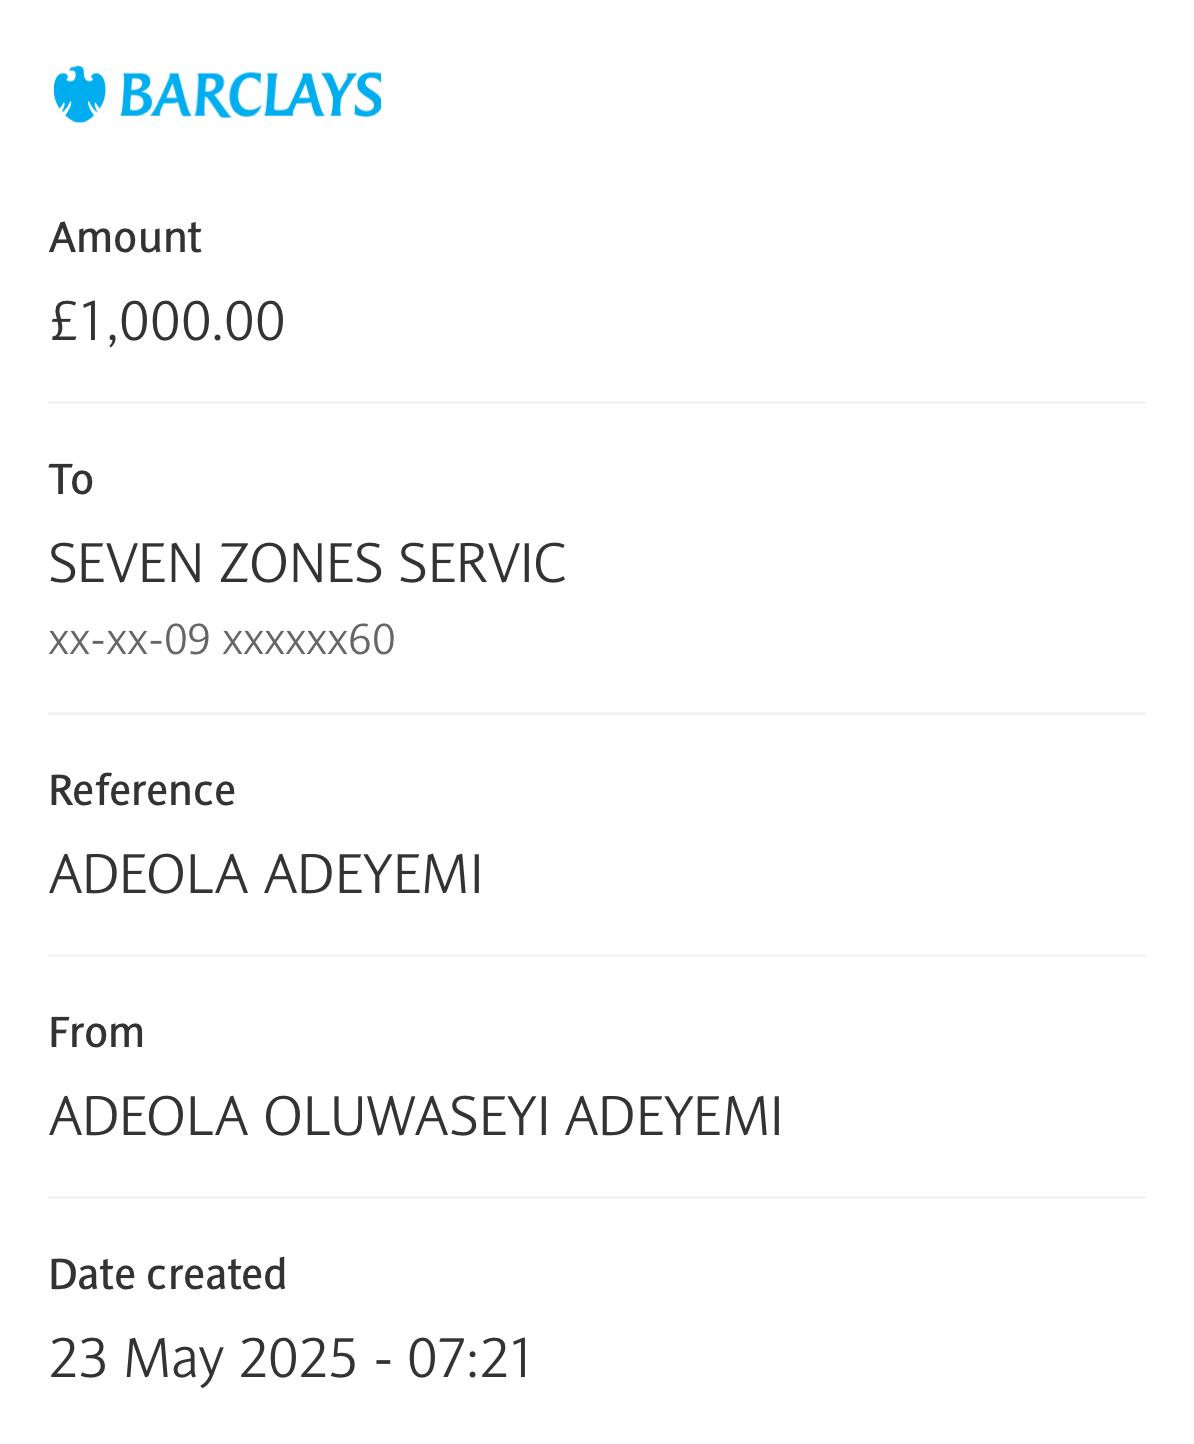 BARCLAYS
Amount
£1,000.00
To
SEVEN ZONES SERVIC
xx-xx-09 xxxxxx60
Reference
ADEOLA ADEYEMI
From
ADEOLA OLUWASEYI ADEYEMI
Date created
23 May 2025 - 07:21